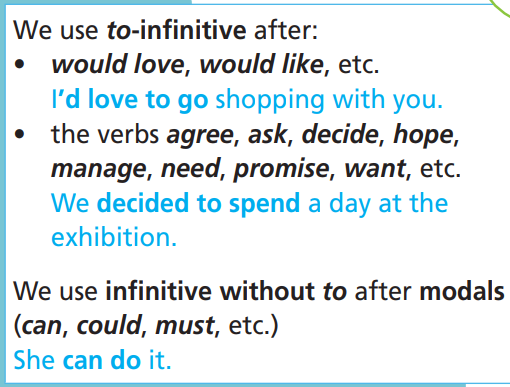 We use to-infinitive after:
• would love, would like, etc.
I'd love to go shopping with you.
• the verbs agree, ask, decide, hope,
manage, need, promise, want, etc.
We decided to spend a day at the
exhibition.
We use infinitive without to after modals
(can, could, must, etc.)
She can do it.